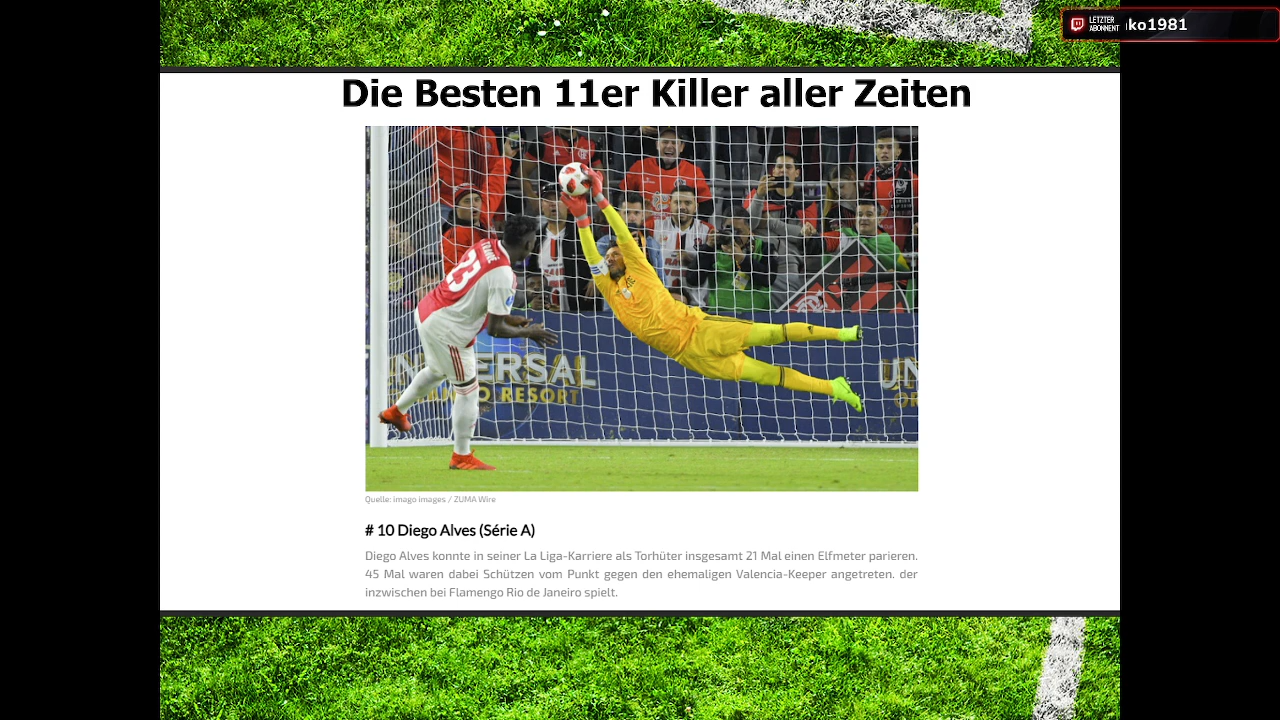 LETZTER
ABONNENT
ko1981
Die Besten 11er Killer aller Zeiten
23
UNIVERSAL
ORLANDO RESORT
UN
OR
Quelle: imago images / ZUMA Wire
# 10 Diego Alves (Série A)
Diego Alves konnte in seiner La Liga-Karriere als Torhüter insgesamt 21 Mal einen Elfmeter parieren.
45 Mal waren dabei Schützen vom Punkt gegen den ehemaligen Valencia-Keeper angetreten. der
inzwischen bei Flamengo Rio de Janeiro spielt.